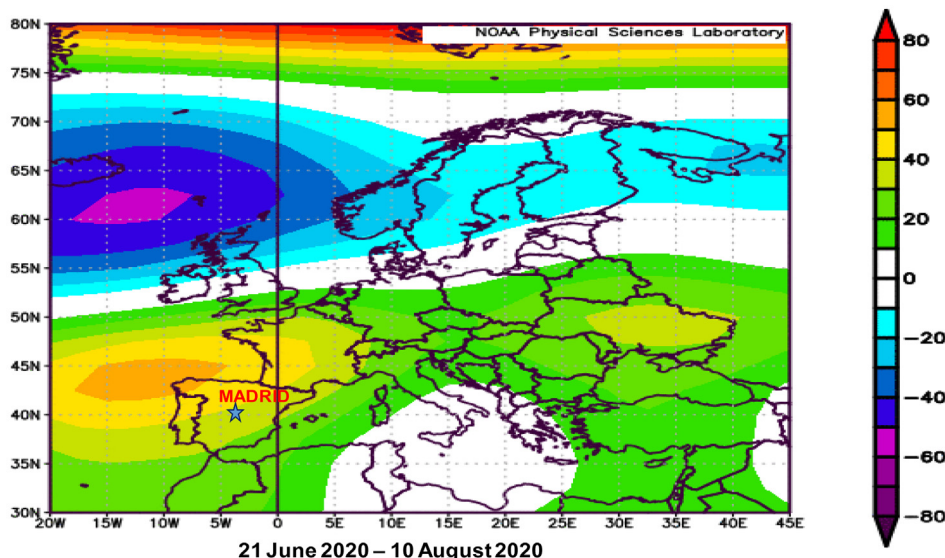 NOAA Physical Sciences Laboratory
80N
75N
70N
65N
60N
55N
50N
45N
40N
35N
30N
MADRID
20W 15W 10W 5W 0 5E 10E 15E 20E 25E 30E 35E 40E 45E
21 June 2020 – 10 August 2020
80
60
40
20
0
-20
-40
-60
-80